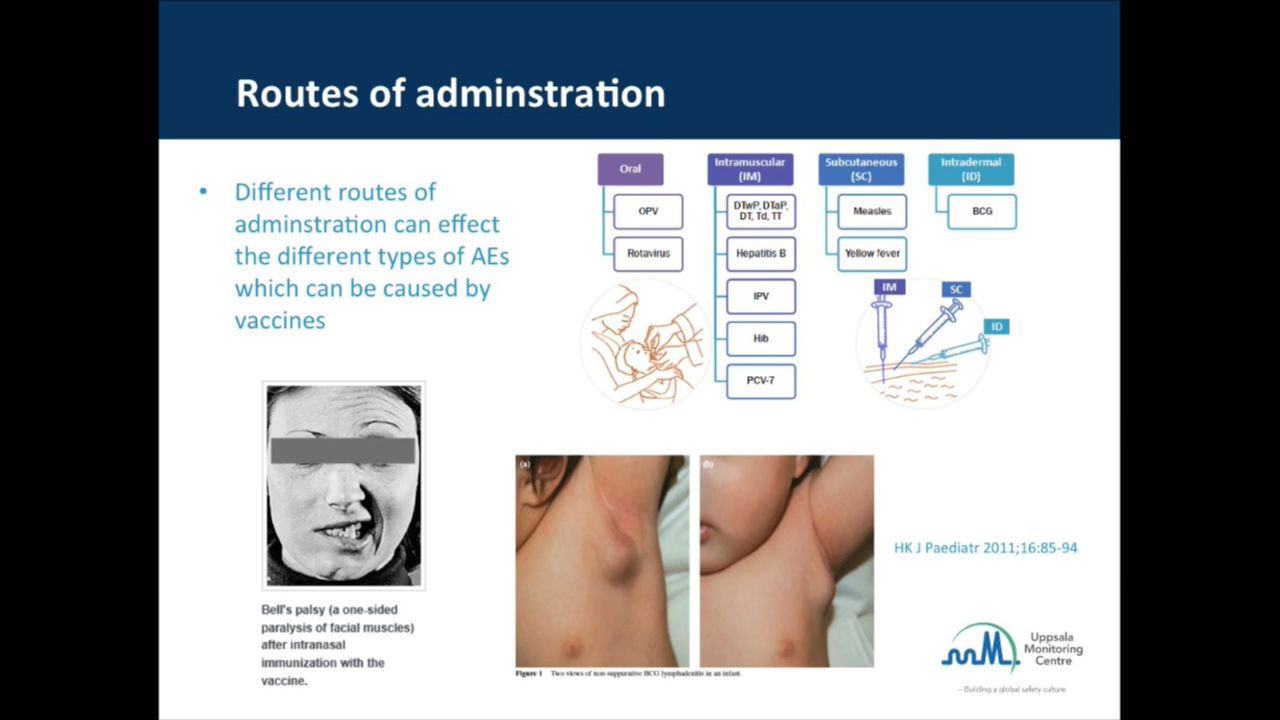 Routes of adminstration
• Different routes of
adminstration can effect
the different types of AEs
which can be caused by
vaccines
Oral
OPV
Rotavirus
Intramuscular
(IM)
DTwP, DTaP,
DT, Td, TT
Hepatitis B
IPV
Hib
PCV-7
Subcutaneous
(SC)
Measles
Yellow fever
Intradermal
(ID)
BCG
IM
SC
ID
Bell's palsy (a one-sided
paralysis of facial muscles)
after intranasal
immunization with the
vaccine.
(a)
(b)
Figure 1 Two views of non-suppurative BCG lymphadenitis in an infant.
HK J Paediatr 2011;16:85-94
Uppsala
Monitoring
Centre
– Building a global safety culture